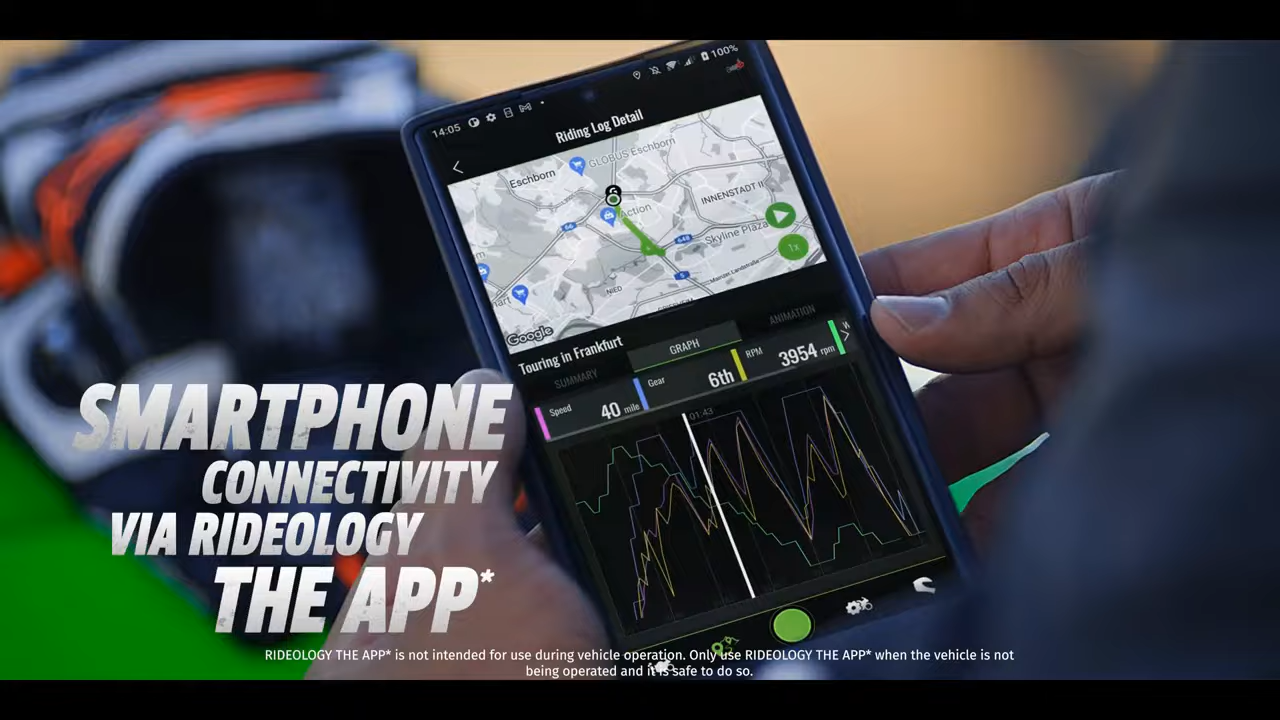 14:05
100%
Riding Log Detail
GLOBUS Eschborn
Eschborn
INNENSTADT II
Action
Skyline Plaza
1x
NIED
Mainzer Landstraße
Google
Touring in Frankfurt
SUMMARY
GRAPH
ANIMATION
Speed
40 mile
Gear
6th
RPM
3954 rpm
01:43
SMARTPHONE
CONNECTIVITY
VIA RIDEOLOGY
THE APP*
RIDEOLOGY THE APP* is not intended for use during vehicle operation. Only use RIDEOLOGY THE APP* when the vehicle is not
being operated and it is safe to do so.